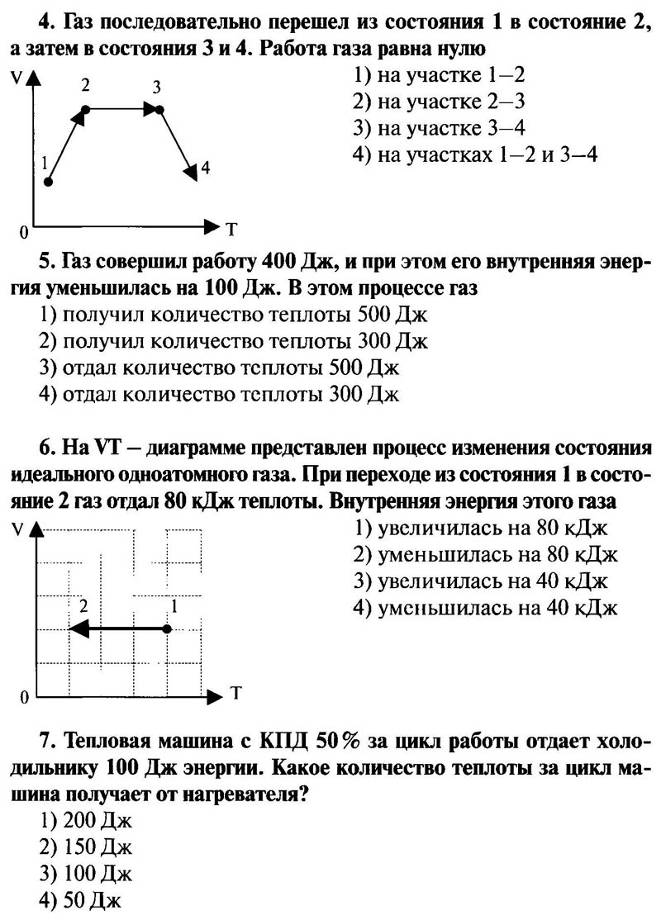 4. Газ последовательно перешел из состояния 1 в состояние 2,
а затем в состояния 3 и 4. Работа газа равна нулю
V
2
3
1
4
0
T
1) на участке 1–2
2) на участке 2–3
3) на участке 3–4
4) на участках 1–2 и 3–4
5. Газ совершил работу 400 Дж, и при этом его внутренняя энер-
гия уменьшилась на 100 Дж. В этом процессе газ
1) получил количество теплоты 500 Дж
2) получил количество теплоты 300 Дж
3) отдал количество теплоты 500 Дж
4) отдал количество теплоты 300 Дж
6. На VT – диаграмме представлен процесс изменения состояния
идеального одноатомного газа. При переходе из состояния 1 в состо-
яние 2 газ отдал 80 кДж теплоты. Внутренняя энергия этого газа
V
2
1
0
T
1) увеличилась на 80 кДж
2) уменьшилась на 80 кДж
3) увеличилась на 40 кДж
4) уменьшилась на 40 кДж
7. Тепловая машина с КПД 50% за цикл работы отдает холо-
дильнику 100 Дж энергии. Какое количество теплоты за цикл ма-
шина получает от нагревателя?
1) 200 Дж
2) 150 Дж
3) 100 Дж
4) 50 Дж